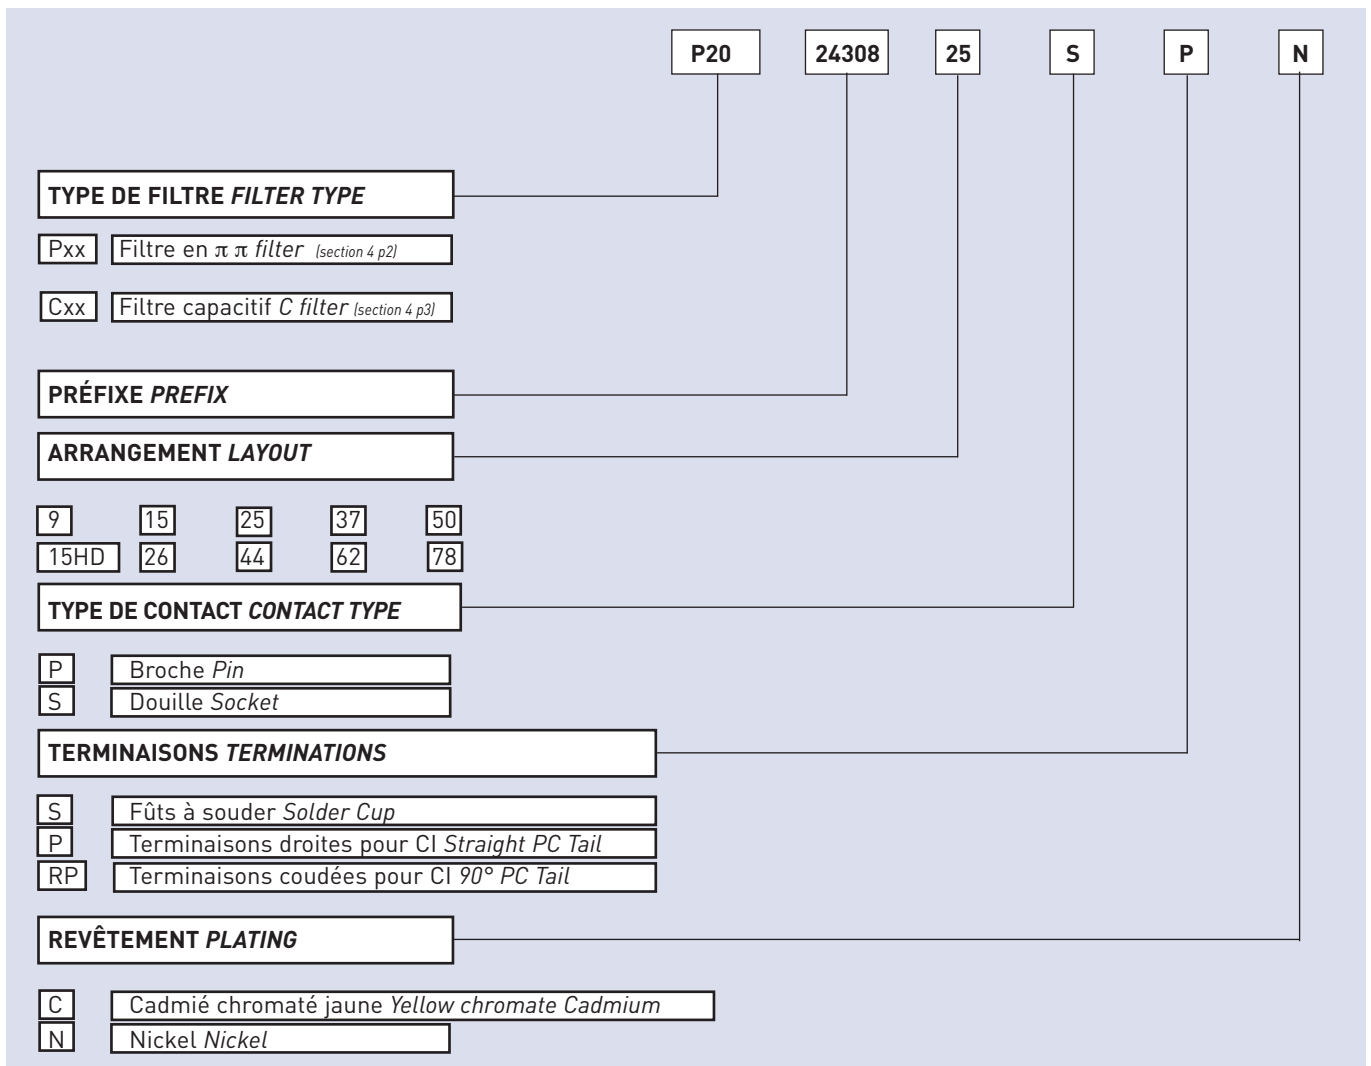 P20 24308 25 S P N
TYPE DE FILTRE FILTER TYPE
Pxx Filtre en π π filter (section 4 p2)
Cxx Filtre capacitif C filter (section 4 p3)
PRÉFIXE PREFIX
ARRANGEMENT LAYOUT
9 15 25 37 50
15HD 26 44 62 78
TYPE DE CONTACT CONTACT TYPE
P Broche Pin
S Douille Socket
TERMINAISONS TERMINATIONS
S Fûts à souder Solder Cup
P Terminaisons droites pour CI Straight PC Tail
RP Terminaisons coudées pour CI 90° PC Tail
REVÊTEMENT PLATING
C Cadmié chromaté jaune Yellow chromate Cadmium
N Nickel Nickel